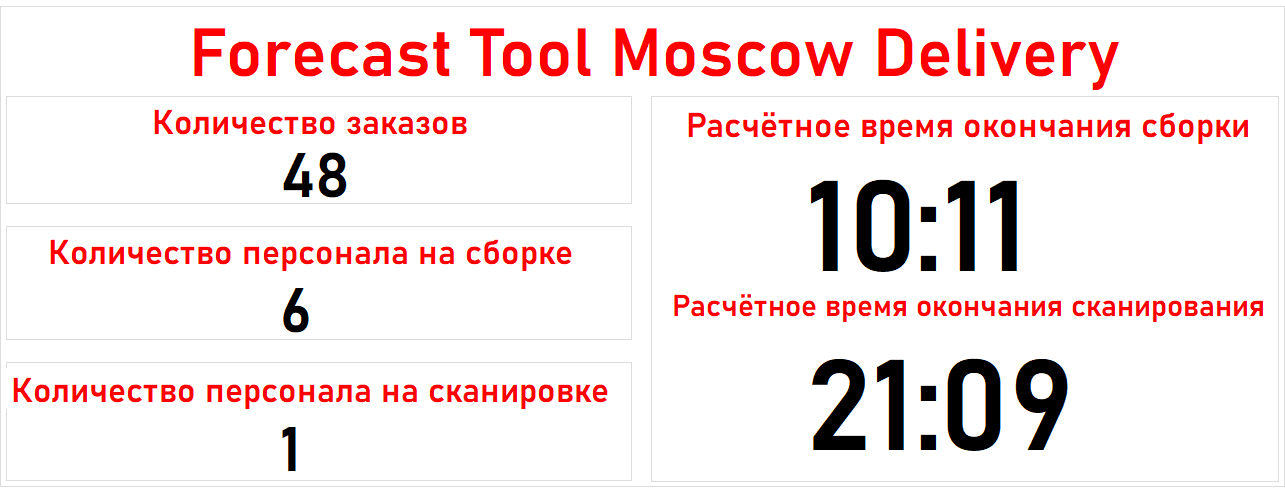 Forecast Tool Moscow Delivery
Количество заказов
48
Количество персонала на сборке
6
Количество персонала на сканировке
1
Расчётное время окончания сборки
10:11
Расчётное время окончания сканирования
21:09